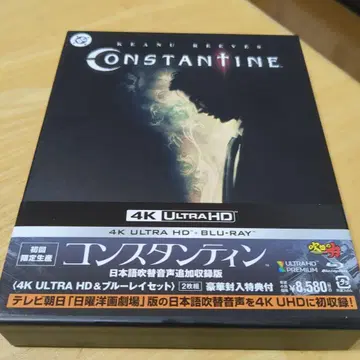 DC
KEANU REEVES
CONSTANTINE
4K ULTRA HD
4K ULTRA HD + BLU-RAY
初回
限定生産
コンスタンティン
日本語吹替音声追加収録版
〈4K ULTRA HD & ブルーレイセット〉 2枚組 豪華封入特典付
ULTRA HD
PREMIUM
¥8,580
テレビ朝日「日曜洋画劇場」版の日本語吹替音声を4K UHDに初収録!